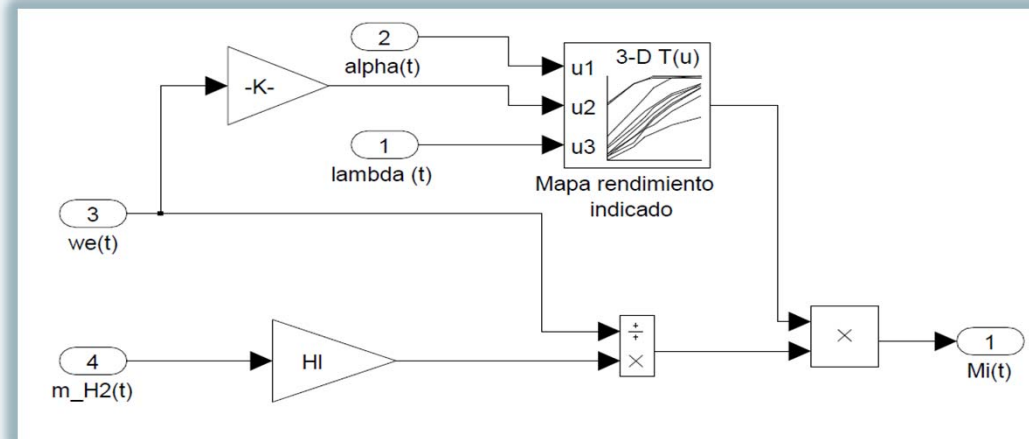 2
alpha(t)
-K-
3-D T(u)
u1
u2
u3
1
lambda (t)
Mapa rendimiento
indicado
3
we(t)
÷
×
×
1
Mi(t)
4
m_H2(t)
HI